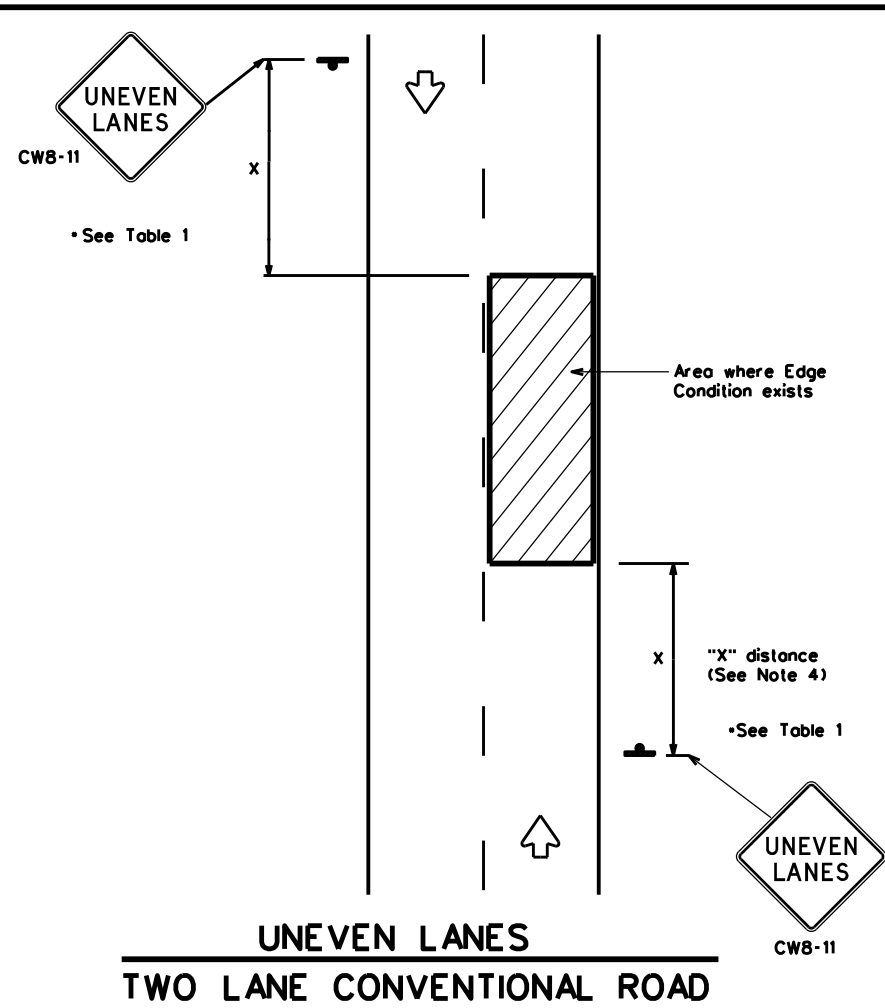 UNEVEN
LANES
CW8-11
X
* See Table 1
Area where Edge
Condition exists
X
"X" distance
(See Note 4)
*See Table 1
UNEVEN
LANES
CW8-11
UNEVEN LANES
TWO LANE CONVENTIONAL ROAD